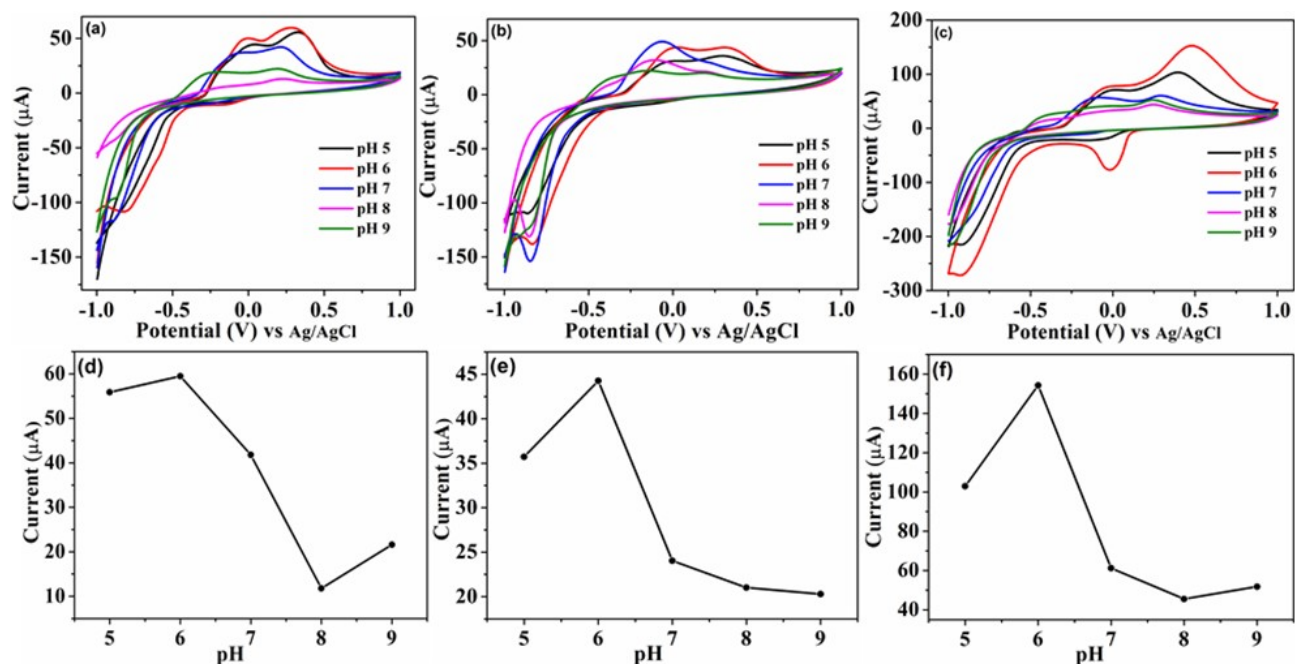 (a)
50
0
-50
-100
-150
Current (µA)
pH 5
pH 6
pH 7
pH 8
pH 9
-1.0 -0.5 0.0 0.5 1.0
Potential (V) vs Ag/AgCl
(b)
100
50
0
-50
-100
-150
Current (µA)
pH 5
pH 6
pH 7
pH 8
pH 9
-1.0 -0.5 0.0 0.5 1.0
Potential (V) vs Ag/AgCl
(c)
200
100
0
-100
-200
-300
Current (µA)
pH 5
pH 6
pH 7
pH 8
pH 9
-1.0 -0.5 0.0 0.5 1.0
Potential (V) vs Ag/AgCl
(d)
60
50
40
30
20
10
Current (µA)
5 6 7 8 9
pH
(e)
45
40
35
30
25
20
Current (µA)
5 6 7 8 9
pH
(f)
160
140
120
100
80
60
40
Current (µA)
5 6 7 8 9
pH